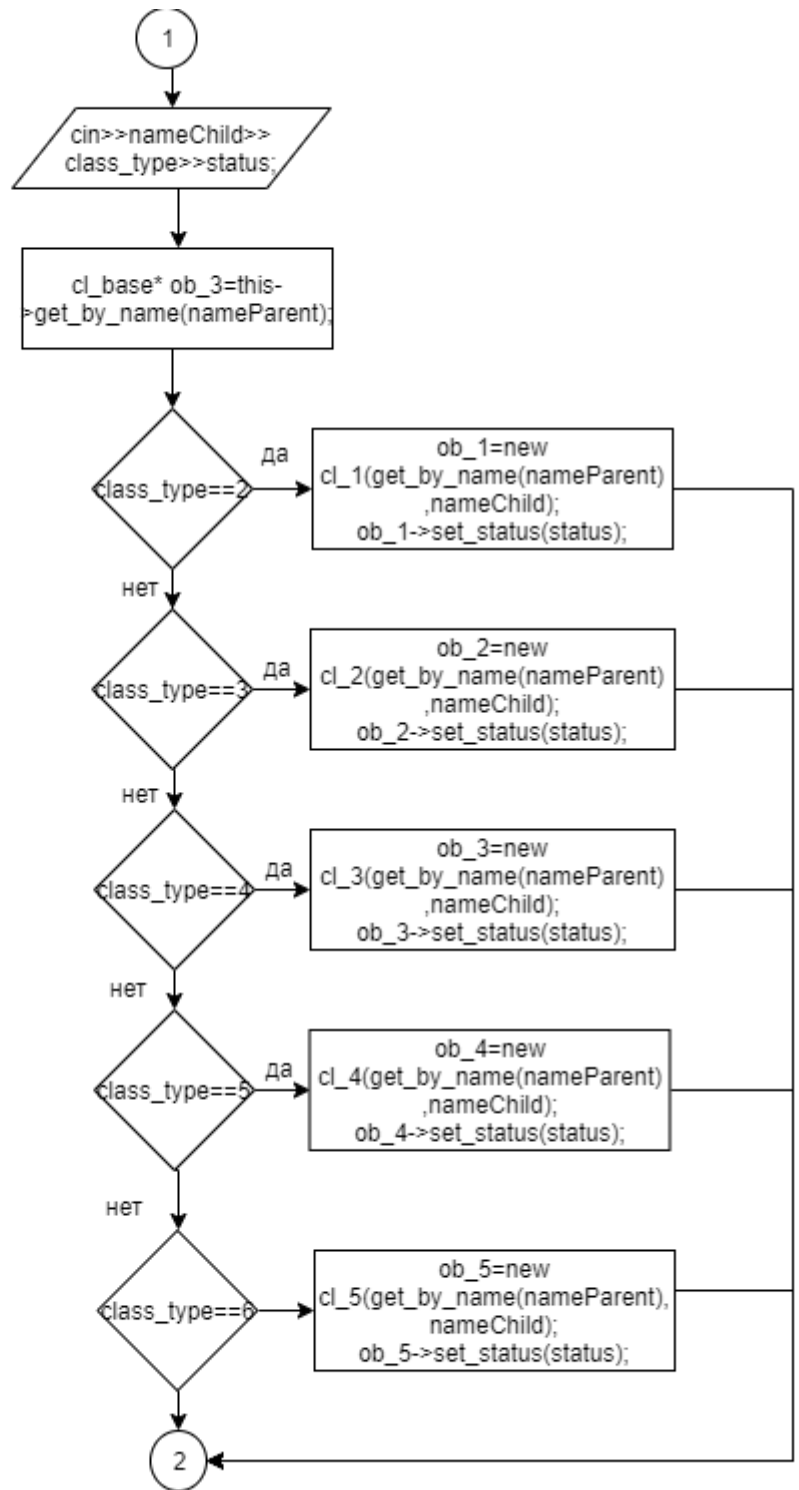 1
cin>>nameChild>>
class_type>>status;
cl_base* ob_3=this-
>get_by_name(nameParent);
class_type==2
да
ob_1=new
cl_1(get_by_name(nameParent)
,nameChild);
ob_1->set_status(status);
нет
class_type==3
да
ob_2=new
cl_2(get_by_name(nameParent)
,nameChild);
ob_2->set_status(status);
нет
class_type==4
да
ob_3=new
cl_3(get_by_name(nameParent)
,nameChild);
ob_3->set_status(status);
нет
class_type==5
да
ob_4=new
cl_4(get_by_name(nameParent)
,nameChild);
ob_4->set_status(status);
нет
class_type==6
ob_5=new
cl_5(get_by_name(nameParent),
nameChild);
ob_5->set_status(status);
2